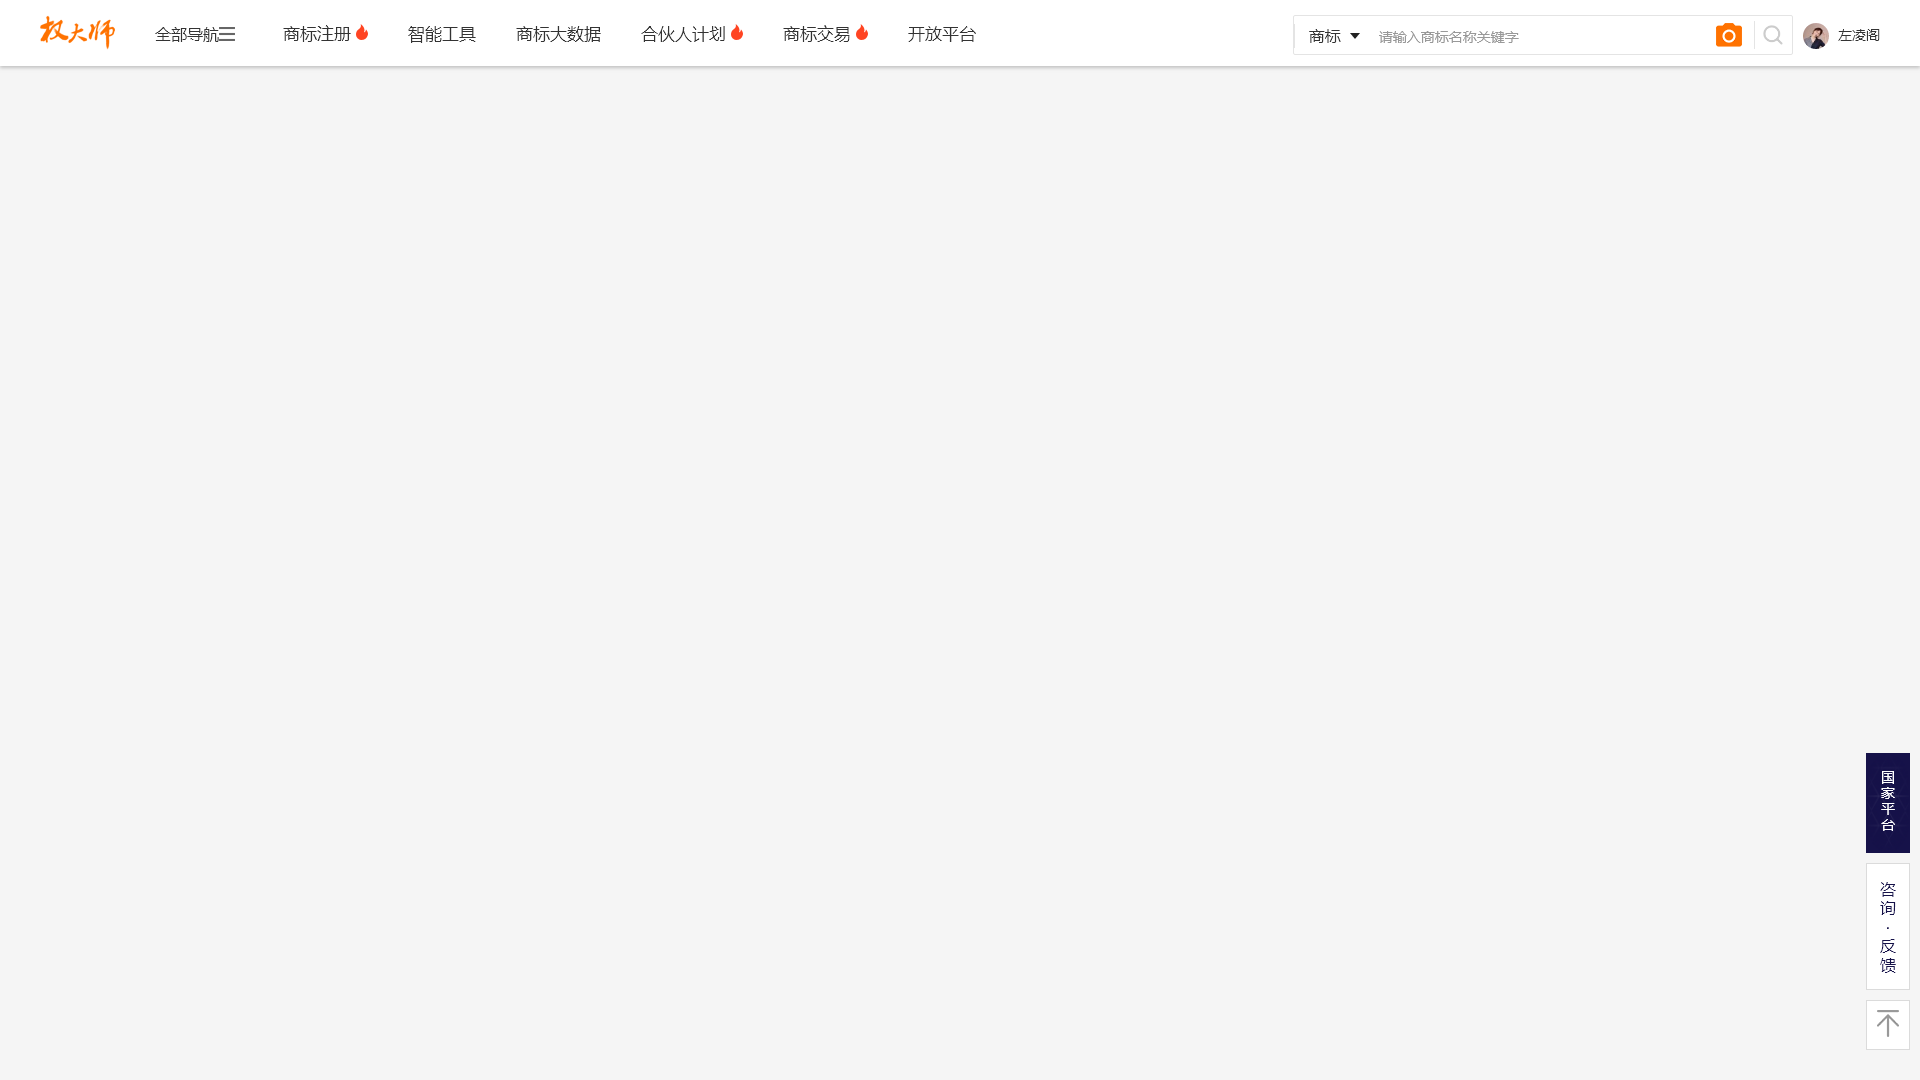 权大师
全部导航
商标注册
智能工具
商标大数据
合伙人计划
商标交易
开放平台
商标
请输入商标名称关键字
左凌阁
国家平台
咨询·反馈